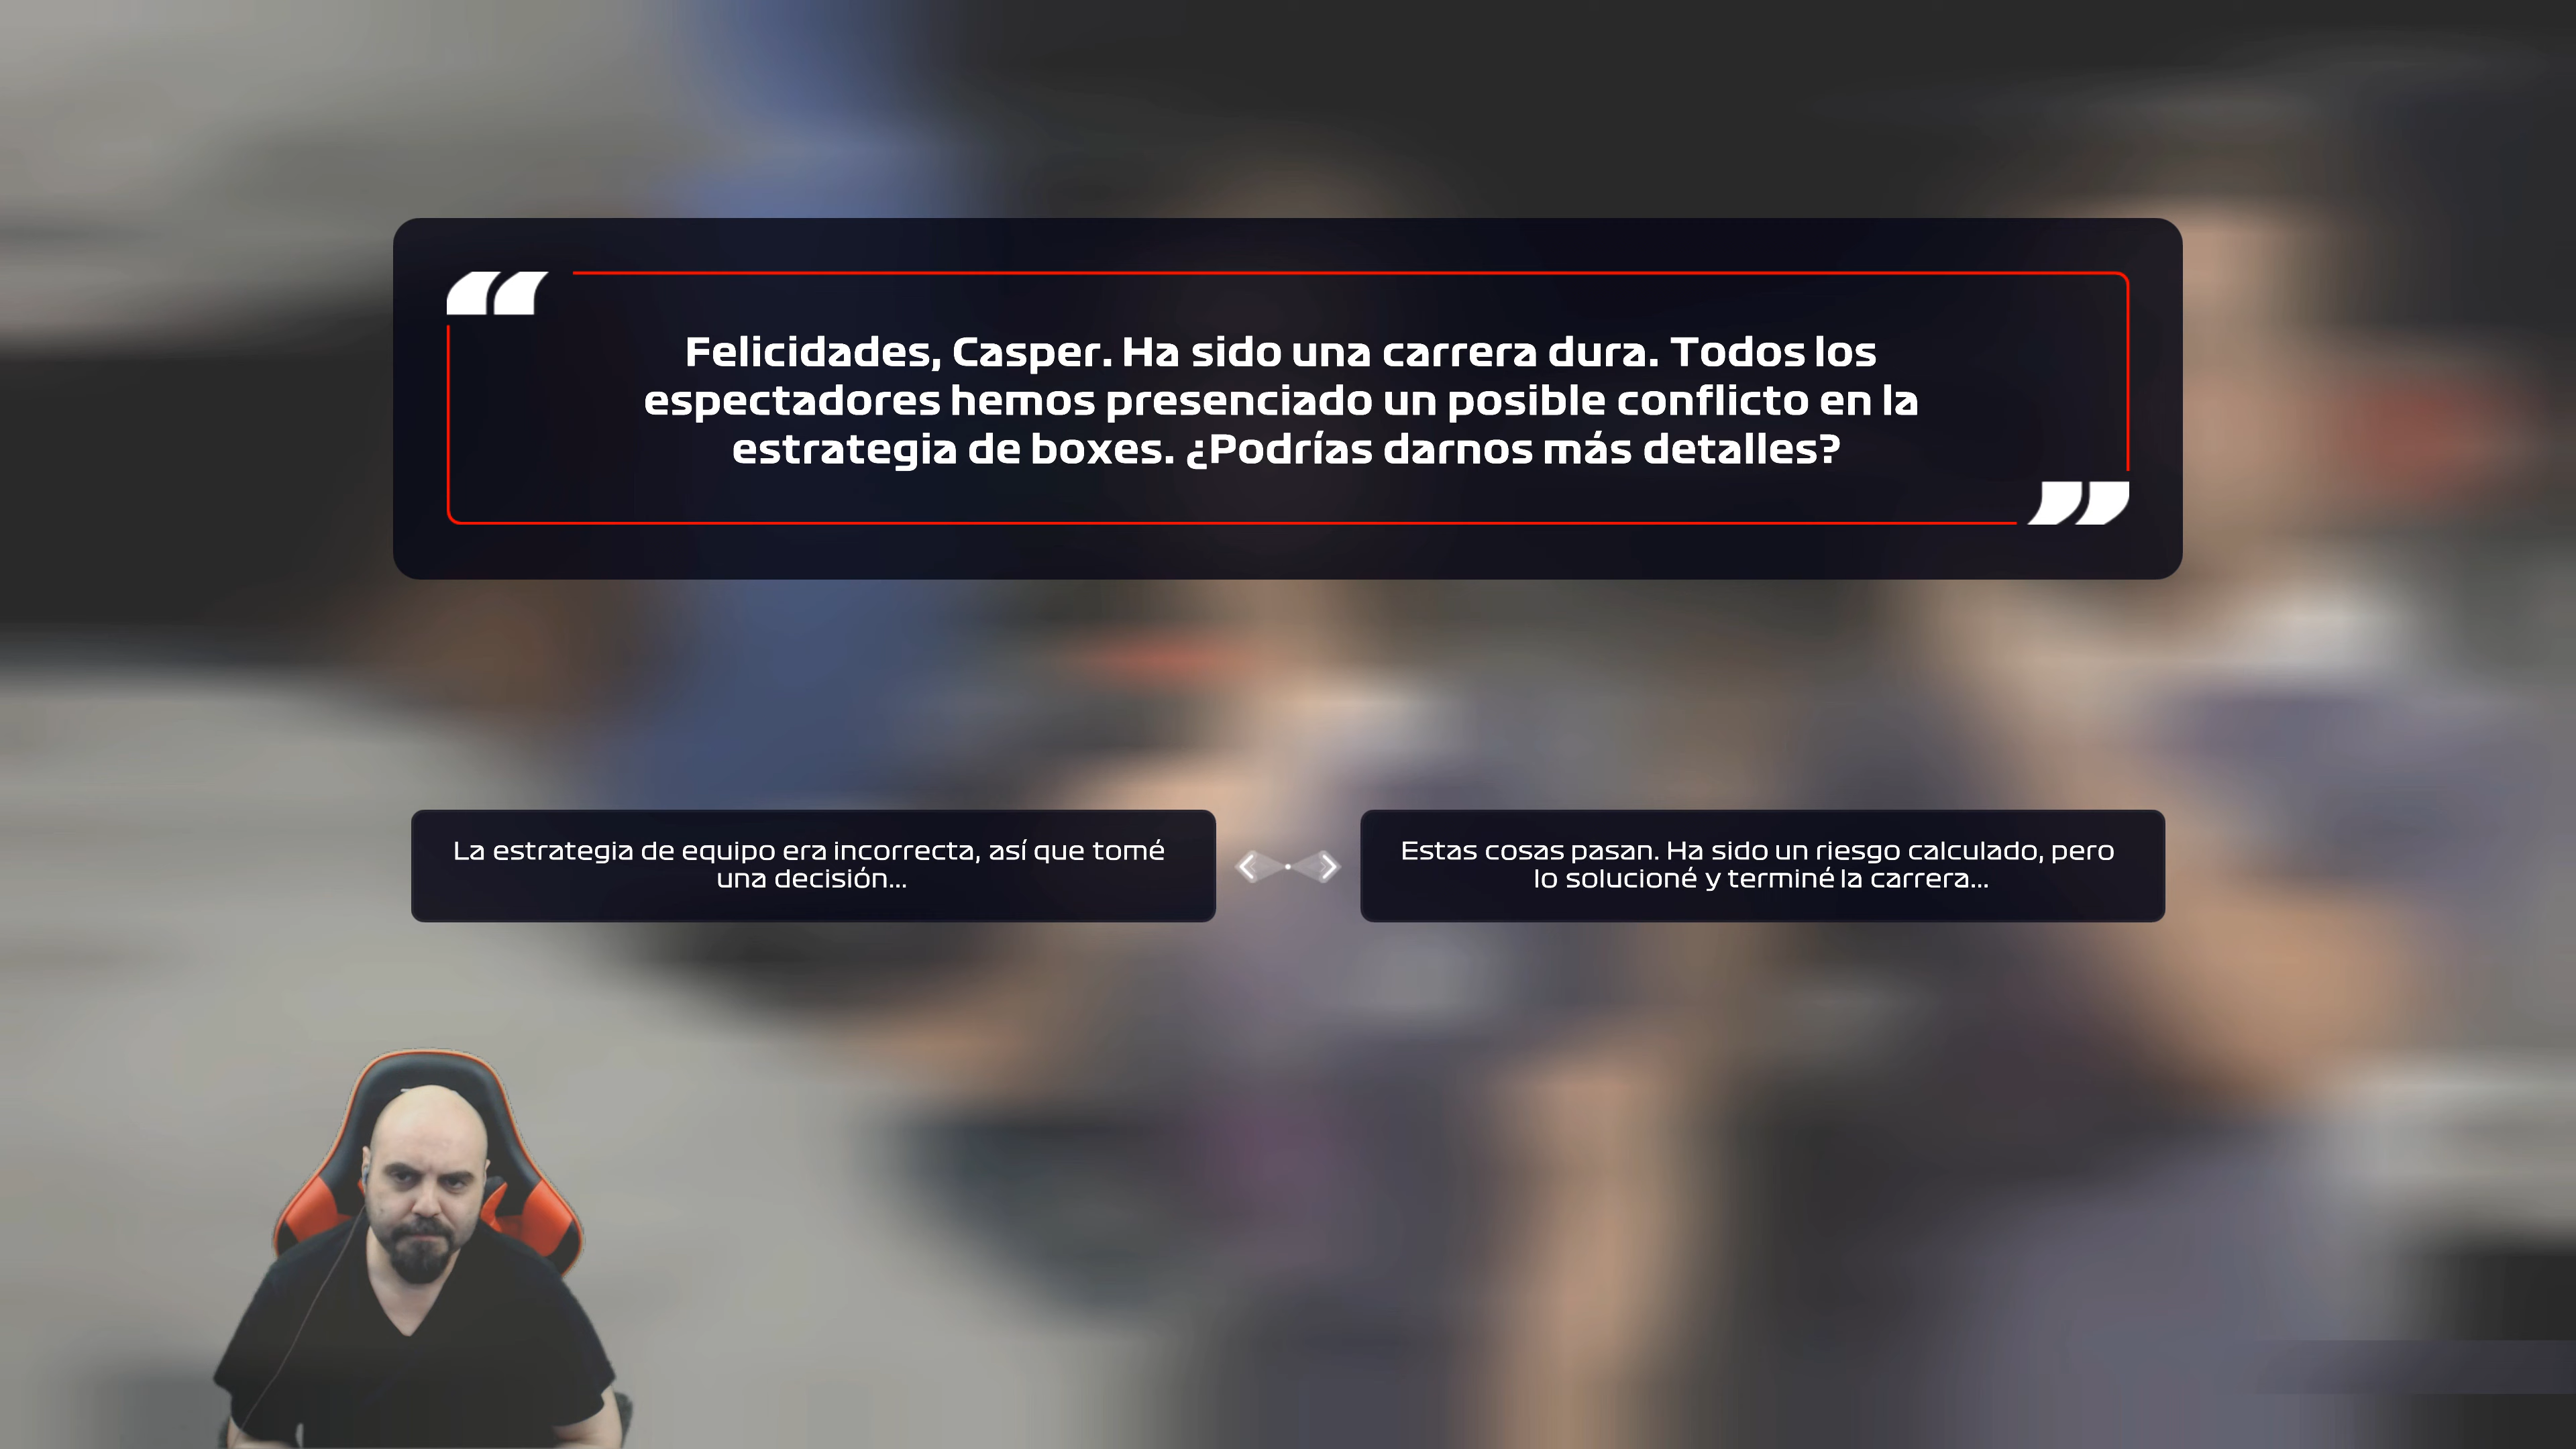 Felicidades, Casper. Ha sido una carrera dura. Todos los
espectadores hemos presenciado un posible conflicto en la
estrategia de boxes. ¿Podrías darnos más detalles?
La estrategia de equipo era incorrecta, así que tomé
una decisión...
Estas cosas pasan. Ha sido un riesgo calculado, pero
lo solucioné y terminé la carrera...